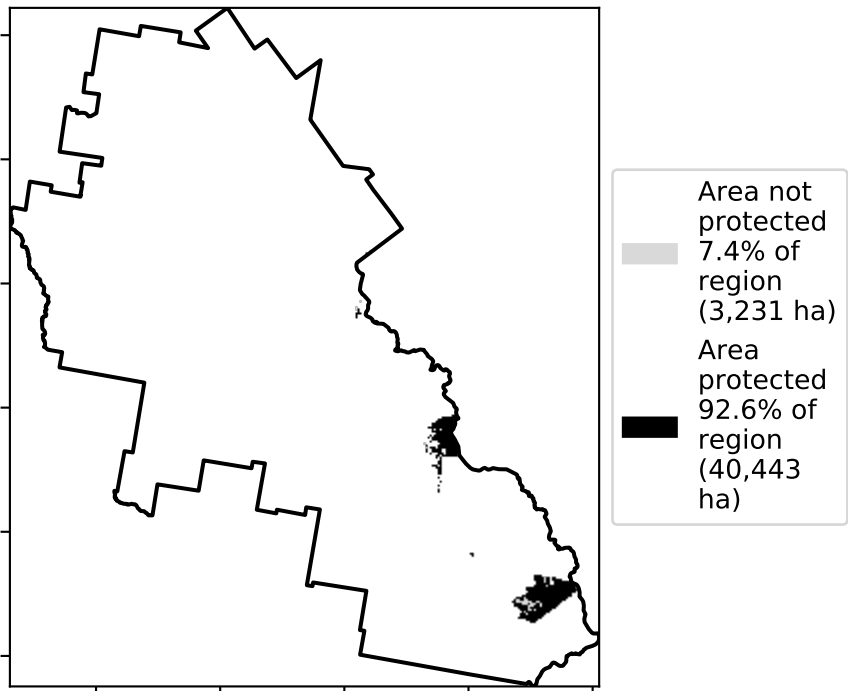 Area not
protected
7.4% of
region
(3,231 ha)
Area
protected
92.6% of
region
(40,443
ha)